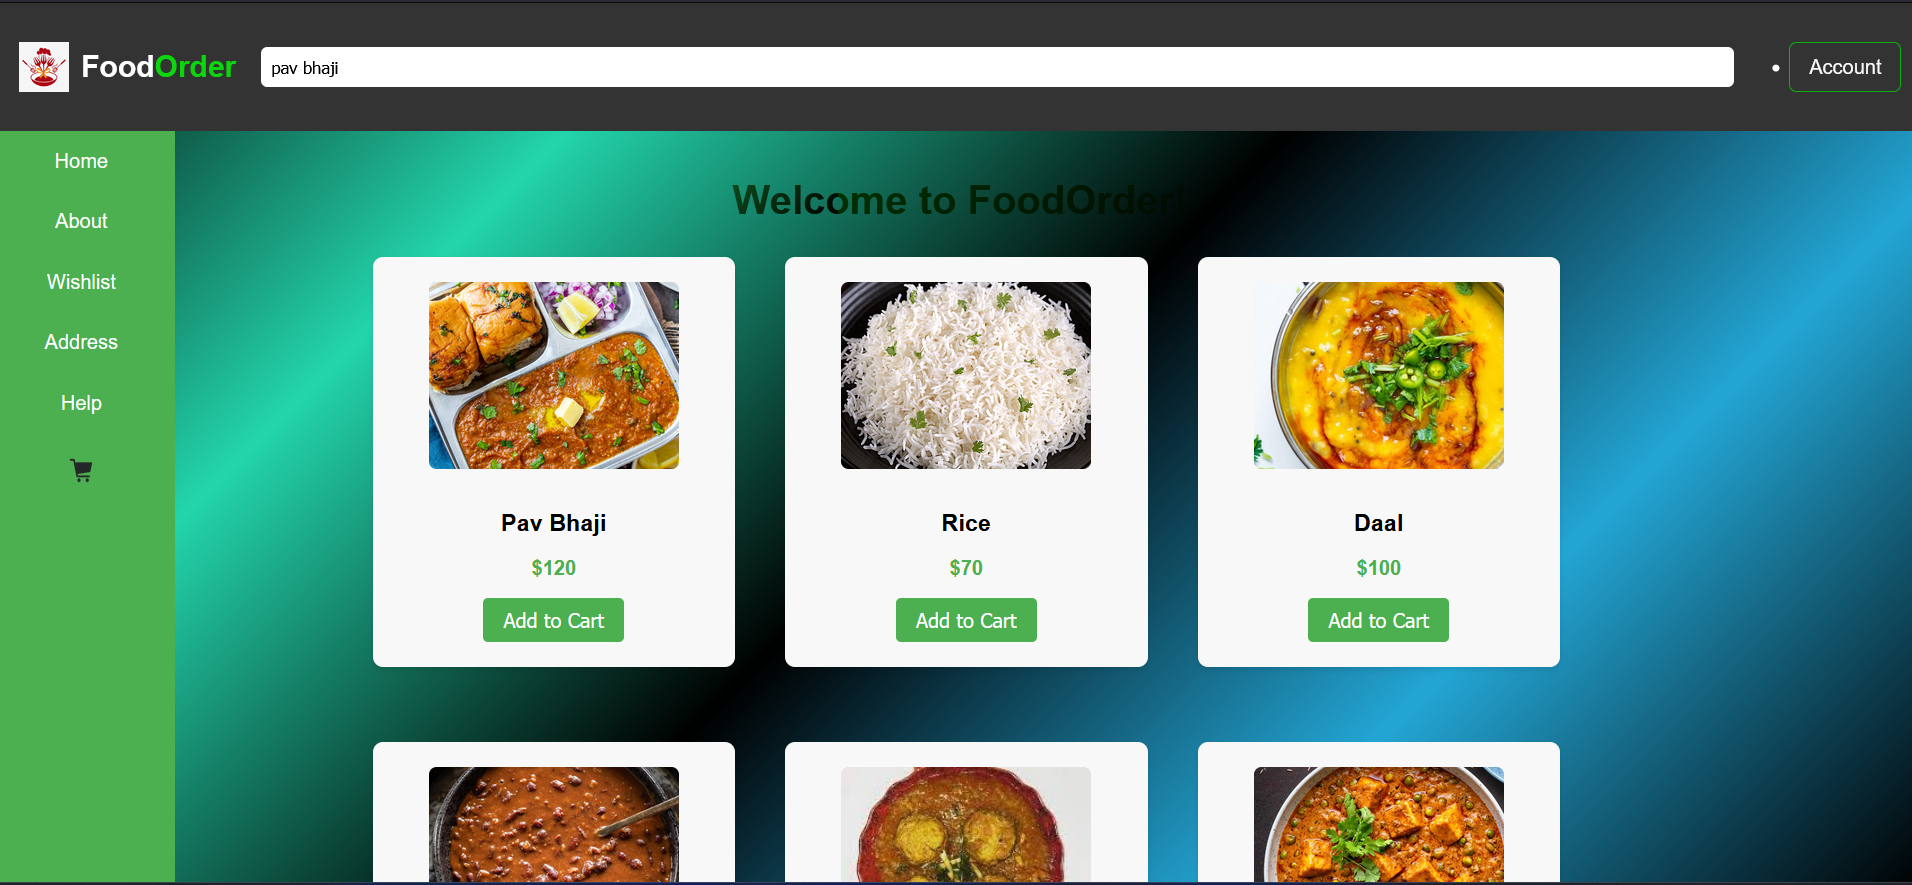 FoodOrder
pav bhaji
Account
Home
About
Wishlist
Address
Help
Welcome to FoodOrder!
Pav Bhaji
$120
Add to Cart
Rice
$70
Add to Cart
Daal
$100
Add to Cart